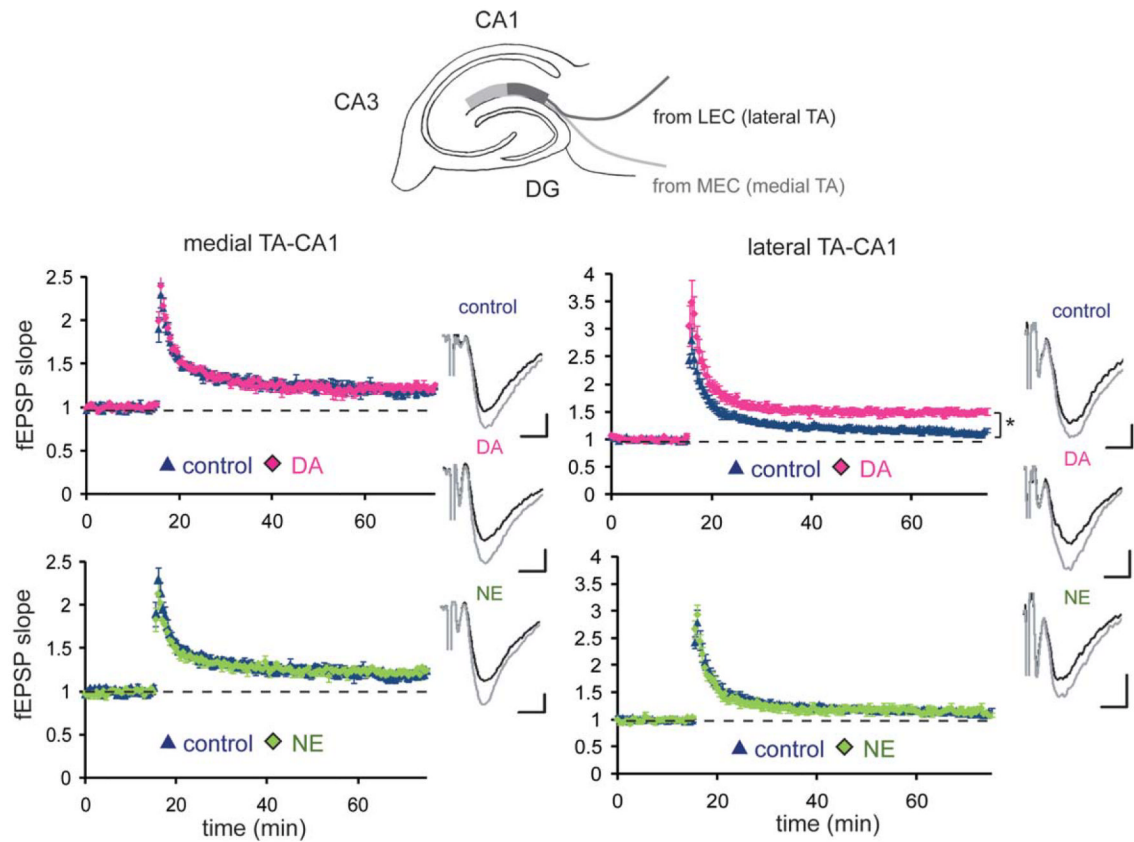 CA1
CA3
from LEC (lateral TA)
DG
from MEC (medial TA)
medial TA-CA1
lateral TA-CA1
fEPSP slope
2.5
2
1.5
1
0.5
0
0 20 40 60
control DA
control
DA
NE
4
3.5
3
2.5
2
1.5
1
0.5
0
0 20 40 60
*
control DA
control
DA
NE
fEPSP slope
2.5
2
1.5
1
0.5
0
0 20 40 60
control NE
time (min)
4
3.5
3
2.5
2
1.5
1
0.5
0
0 20 40 60
control NE
time (min)